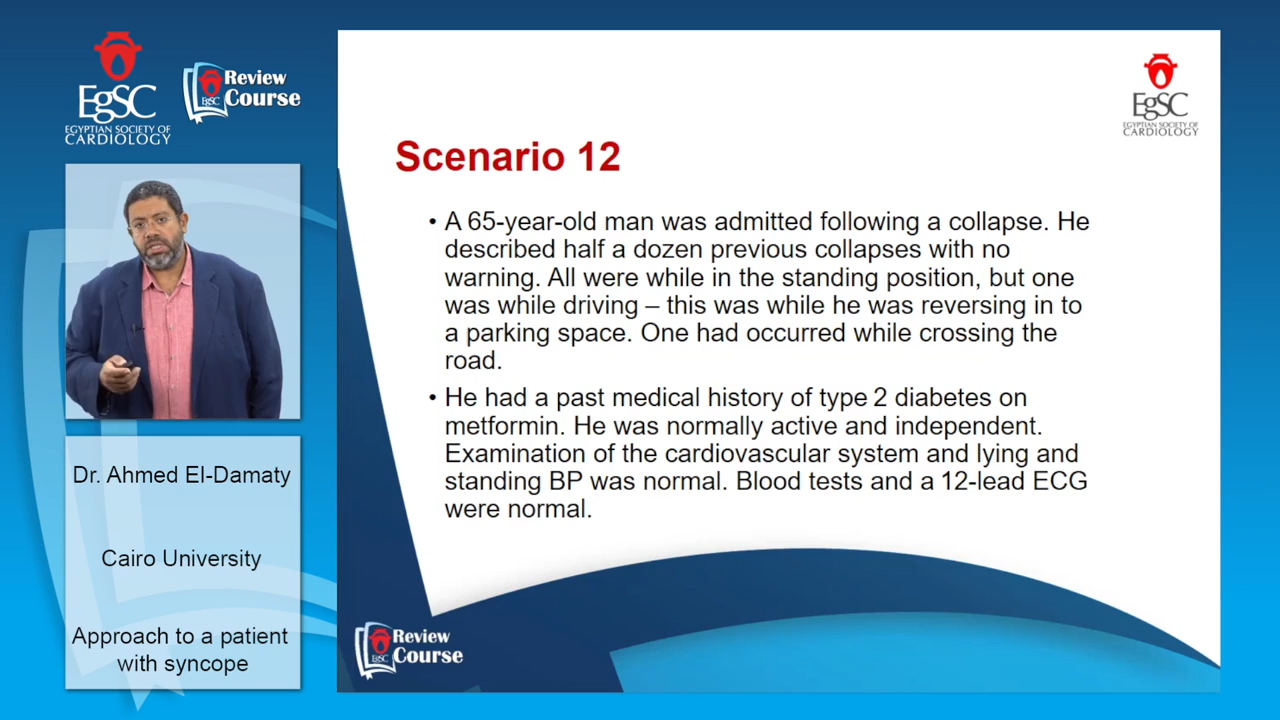 EgSC
EGYPTIAN SOCIETY OF
CARDIOLOGY
EgSC
Review
Course
Dr. Ahmed El-Damaty
Cairo University
Approach to a patient
with syncope
EgSC
EGYPTIAN SOCIETY OF
CARDIOLOGY
Scenario 12
• A 65-year-old man was admitted following a collapse. He
described half a dozen previous collapses with no
warning. All were while in the standing position, but one
was while driving – this was while he was reversing in to
a parking space. One had occurred while crossing the
road.
• He had a past medical history of type 2 diabetes on
metformin. He was normally active and independent.
Examination of the cardiovascular system and lying and
standing BP was normal. Blood tests and a 12-lead ECG
were normal.
EgSC
Review
Course